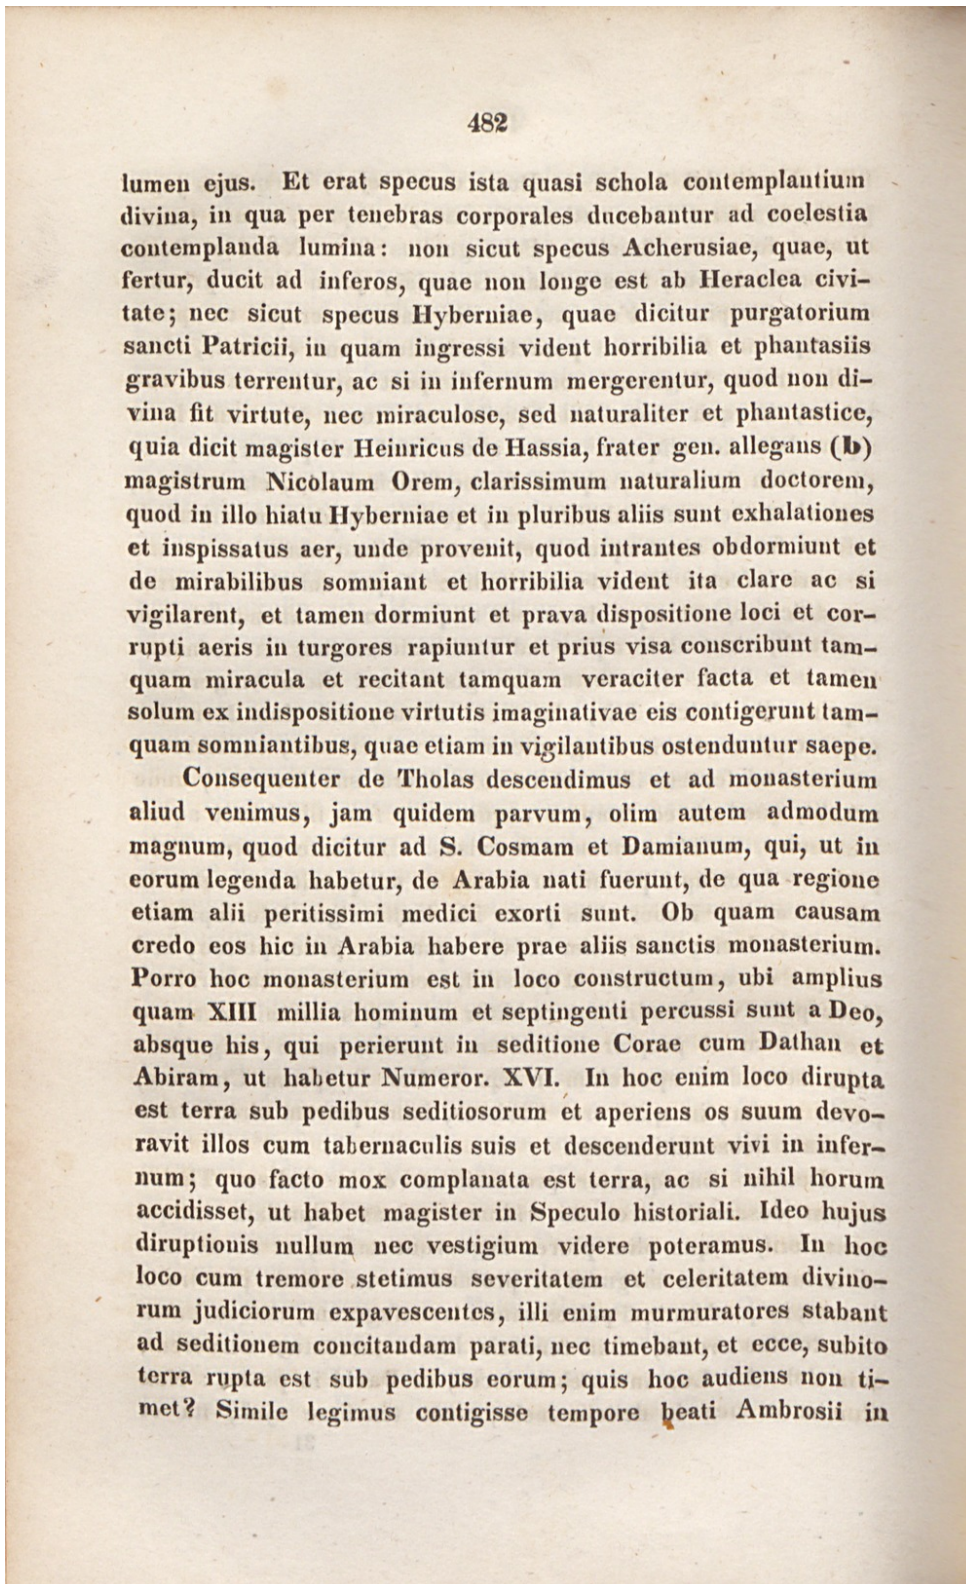 482
lumen ejus. Et erat specus ista quasi schola contemplantium
divina, in qua per tenebras corporales ducebantur ad coelestia
contemplanda lumina: non sicut specus Acherusiae, quae, ut
fertur, ducit ad inferos, quae non longe est ab Heraclea civi-
tate; nec sicut specus Hyberniae, quae dicitur purgatorium
sancti Patricii, in quam ingressi vident horribilia et phantasiis
gravibus terrentur, ac si in infernum mergerentur, quod non di-
vina fit virtute, nec miraculose, sed naturaliter et phantastice,
quia dicit magister Heinricus de Hassia, frater gen. allegans (b)
magistrum Nicolaum Orem, clarissimum naturalium doctorem,
quod in illo hiatu Hyberniae et in pluribus aliis sunt exhalationes
et inspissatus aer, unde provenit, quod intrantes obdormiunt et
de mirabilibus somniant et horribilia vident ita clare ac si
vigilarent, et tamen dormiunt et prava dispositione loci et cor-
rupti aeris in turgores rapiuntur et prius visa conscribunt tam-
quam miracula et recitant tamquam veraciter facta et tamen
solum ex indispositione virtutis imaginativae eis contigerunt tam-
quam somniantibus, quae etiam in vigilantibus ostenduntur saepe.
Consequenter de Tholas descendimus et ad monasterium
aliud venimus, jam quidem parvum, olim autem admodum
magnum, quod dicitur ad S. Cosmam et Damianum, qui, ut in
eorum legenda habetur, de Arabia nati fuerunt, de qua regione
etiam alii peritissimi medici exorti sunt. Ob quam causam
credo eos hic in Arabia habere prae aliis sanctis monasterium.
Porro hoc monasterium est in loco constructum, ubi amplius
quam XIII millia hominum et septingenti percussi sunt a Deo,
absque his, qui perierunt in seditione Corae cum Dathan et
Abiram, ut habetur Numeror. XVI. In hoc enim loco dirupta
est terra sub pedibus seditiosorum et aperiens os suum devo-
ravit illos cum tabernaculis suis et descenderunt vivi in infer-
num; quo facto mox complanata est terra, ac si nihil horum
accidisset, ut habet magister in Speculo historiali. Ideo hujus
diruptionis nullum nec vestigium videre poteramus. In hoc
loco cum tremore stetimus severitatem et celeritatem divino-
rum judiciorum expavescentes, illi enim murmuratores stabant
ad seditionem concitandam parati, nec timebant, et ecce, subito
terra rupta est sub pedibus eorum; quis hoc audiens non ti-
met? Simile legimus contigisse tempore beati Ambrosii in